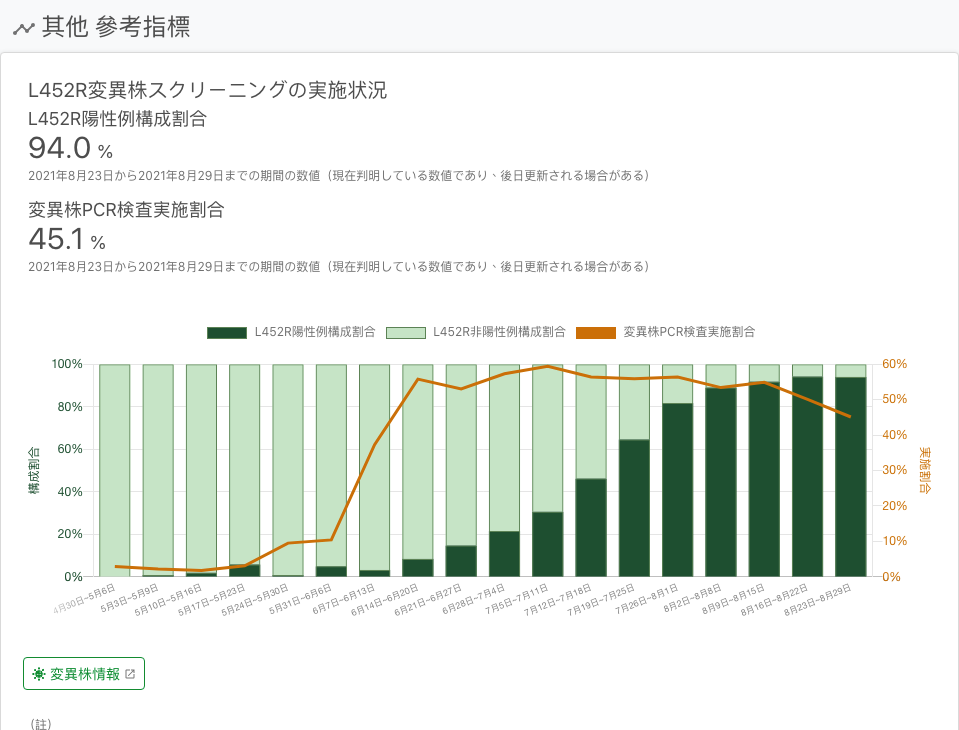 其他 參考指標
L452R変異株スクリーニングの実施状況
L452R陽性例構成割合
94.0 %
2021年8月23日から2021年8月29日までの期間の数値（現在判明している数値であり、後日更新される場合がある）
変異株PCR検査実施割合
45.1 %
2021年8月23日から2021年8月29日までの期間の数値（現在判明している数値であり、後日更新される場合がある）
L452R陽性例構成割合 L452R非陽性例構成割合 変異株PCR検査実施割合
100%
80%
60%
40%
20%
0%
構成割合
60%
50%
40%
30%
20%
10%
0%
実施割合
4月30日~5月6日
5月3日~5月9日
5月10日~5月16日
5月17日~5月23日
5月24日~5月30日
5月31日~6月6日
6月7日~6月13日
6月14日~6月20日
6月21日~6月27日
6月28日~7月4日
7月5日~7月11日
7月12日~7月18日
7月19日~7月25日
7月26日~8月1日
8月2日~8月8日
8月9日~8月15日
8月16日~8月22日
8月23日~8月29日
変異株情報
（註）